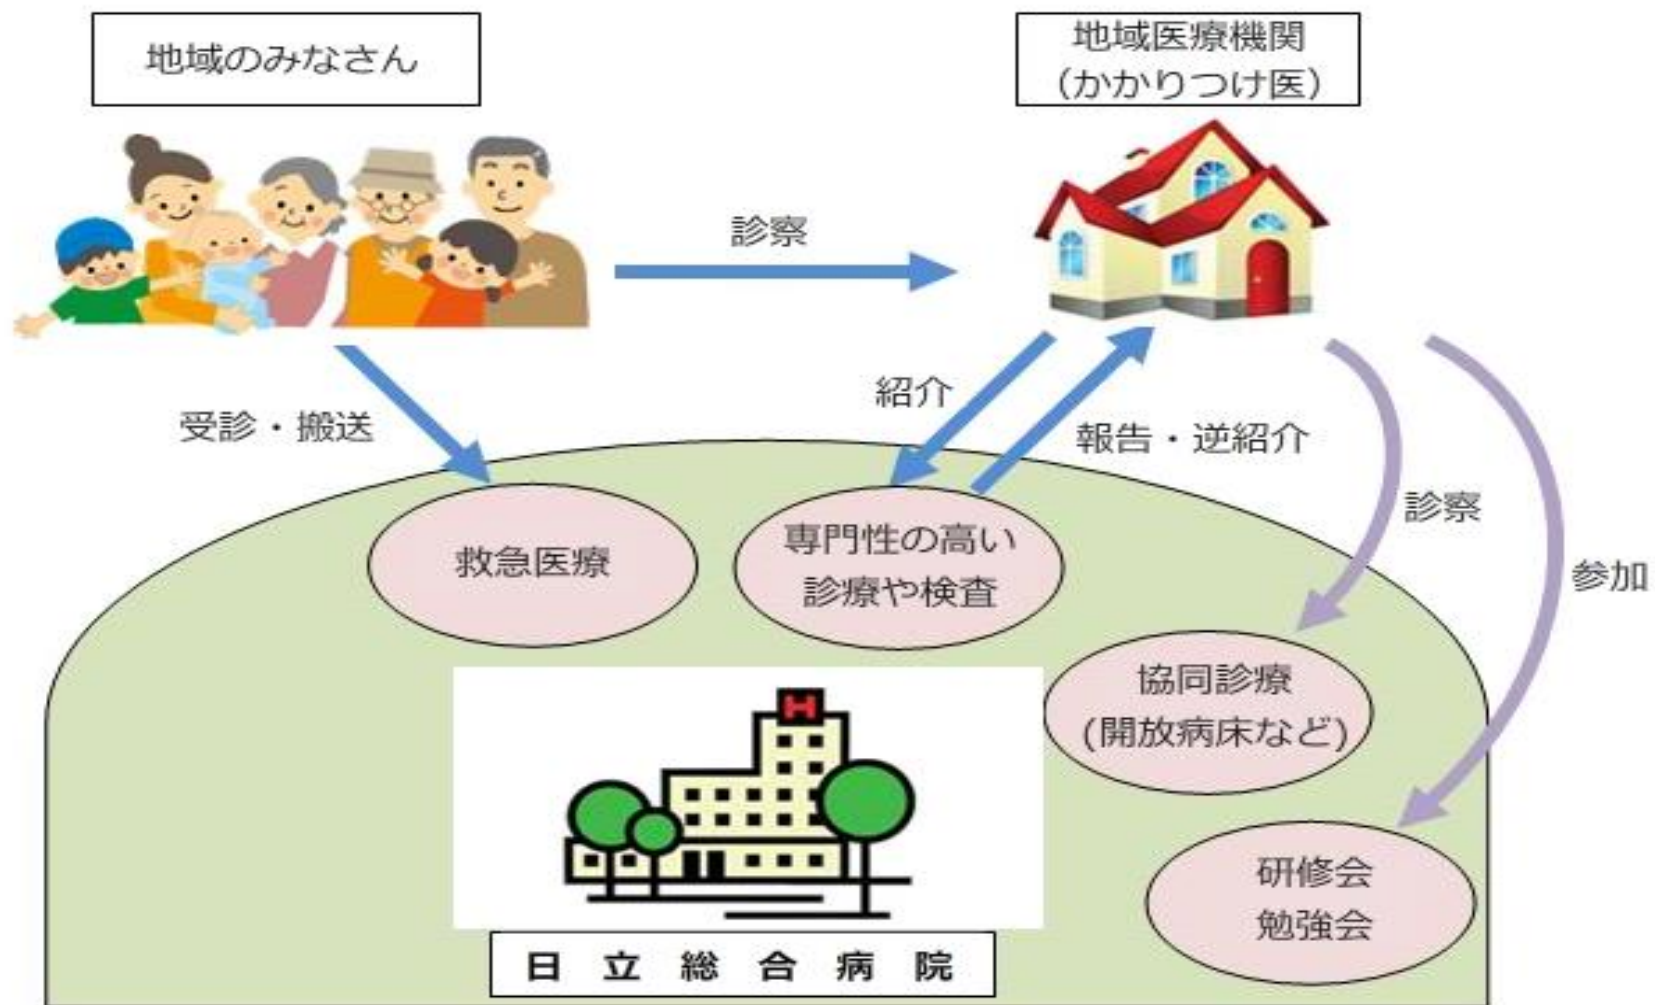 地域のみなさん
地域医療機関
（かかりつけ医）
診察
紹介
受診・搬送
報告・逆紹介
診察
参加
救急医療
専門性の高い
診療や検査
協同診療
(開放病床など)
H
研修会
勉強会
日立総合病院